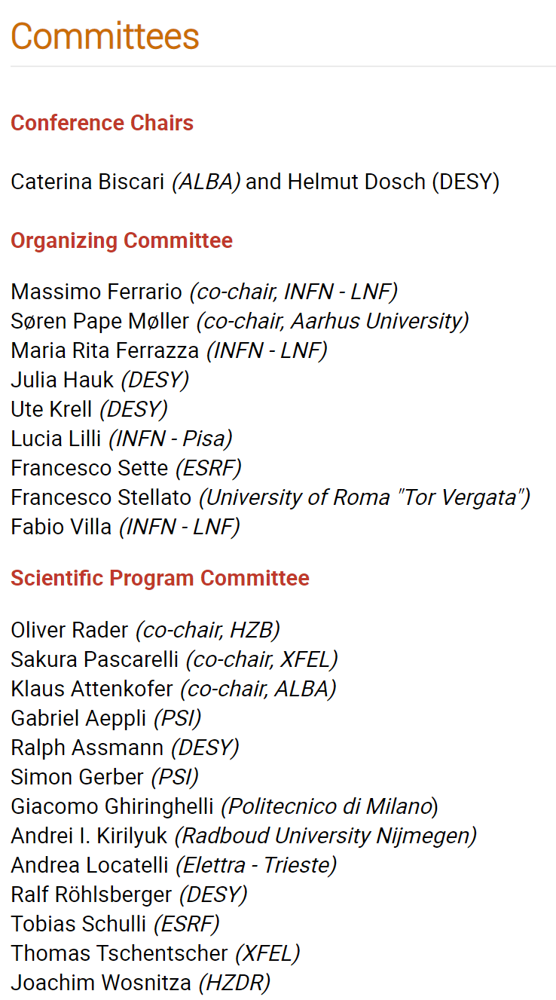 Committees
Conference Chairs
Caterina Biscari (ALBA) and Helmut Dosch (DESY)
Organizing Committee
Massimo Ferrario (co-chair, INFN - LNF)
Søren Pape Møller (co-chair, Aarhus University)
Maria Rita Ferrazza (INFN - LNF)
Julia Hauk (DESY)
Ute Krell (DESY)
Lucia Lilli (INFN - Pisa)
Francesco Sette (ESRF)
Francesco Stellato (University of Roma "Tor Vergata")
Fabio Villa (INFN - LNF)
Scientific Program Committee
Oliver Rader (co-chair, HZB)
Sakura Pascarelli (co-chair, XFEL)
Klaus Attenkofer (co-chair, ALBA)
Gabriel Aeppli (PSI)
Ralph Assmann (DESY)
Simon Gerber (PSI)
Giacomo Ghiringhelli (Politecnico di Milano)
Andrei I. Kirilyuk (Radboud University Nijmegen)
Andrea Locatelli (Elettra - Trieste)
Ralf Röhlsberger (DESY)
Tobias Schulli (ESRF)
Thomas Tschentscher (XFEL)
Joachim Wosnitza (HZDR)